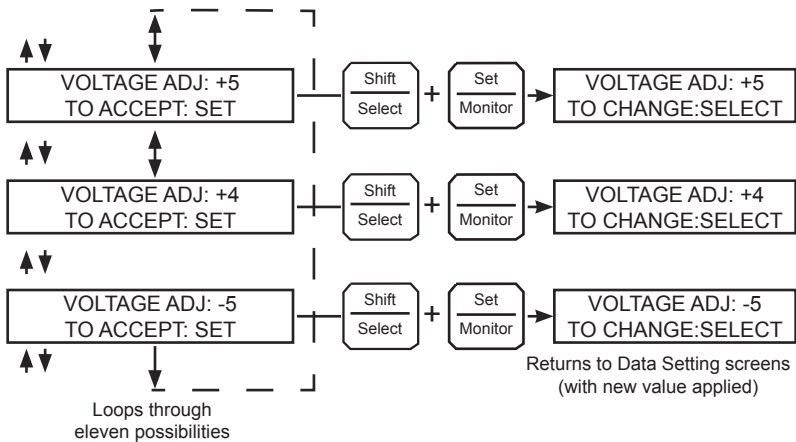 VOLTAGE ADJ: +5
TO ACCEPT: SET
Shift
Select
+
Set
Monitor
VOLTAGE ADJ: +5
TO CHANGE:SELECT
VOLTAGE ADJ: +4
TO ACCEPT: SET
Shift
Select
+
Set
Monitor
VOLTAGE ADJ: +4
TO CHANGE:SELECT
VOLTAGE ADJ: -5
TO ACCEPT: SET
Shift
Select
+
Set
Monitor
VOLTAGE ADJ: -5
TO CHANGE:SELECT
Returns to Data Setting screens
(with new value applied)
Loops through
eleven possibilities